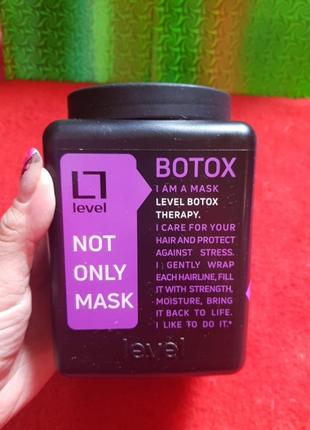 level
NOT
ONLY
MASK
BOTOX
I AM A MASK
LEVEL BOTOX
THERAPY.
I CARE FOR YOUR
HAIR AND PROTECT
AGAINST STRESS.
I GENTLY WRAP
EACH HAIRLINE, FILL
IT WITH STRENGTH,
MOISTURE, BRING
IT BACK TO LIFE.
I LIKE TO DO IT.*
level